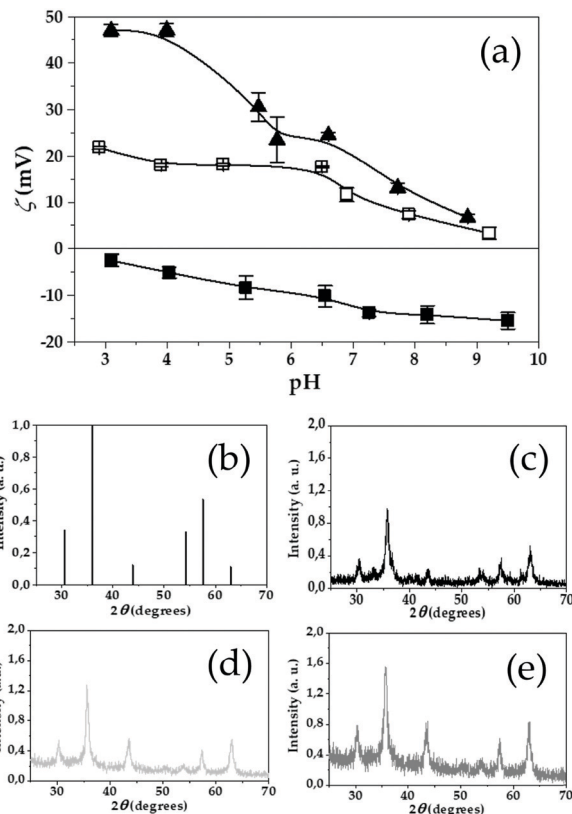 (a)
50
40
30
20
10
0
-10
-20
ζ (mV)
3 4 5 6 7 8 9 10
pH
(b)
1,0
0,8
0,6
0,4
0,2
0,0
Intensity (a. u.)
30 40 50 60 70
2θ(degrees)
(c)
2,0
1,6
1,2
0,8
0,4
0,0
Intensity (a. u.)
30 40 50 60 70
2θ(degrees)
(d)
2,0
1,6
1,2
0,8
0,4
0,0
30 40 50 60 70
2θ(degrees)
(e)
2,0
1,6
1,2
0,8
0,4
0,0
Intensity (a. u.)
30 40 50 60 70
2θ(degrees)